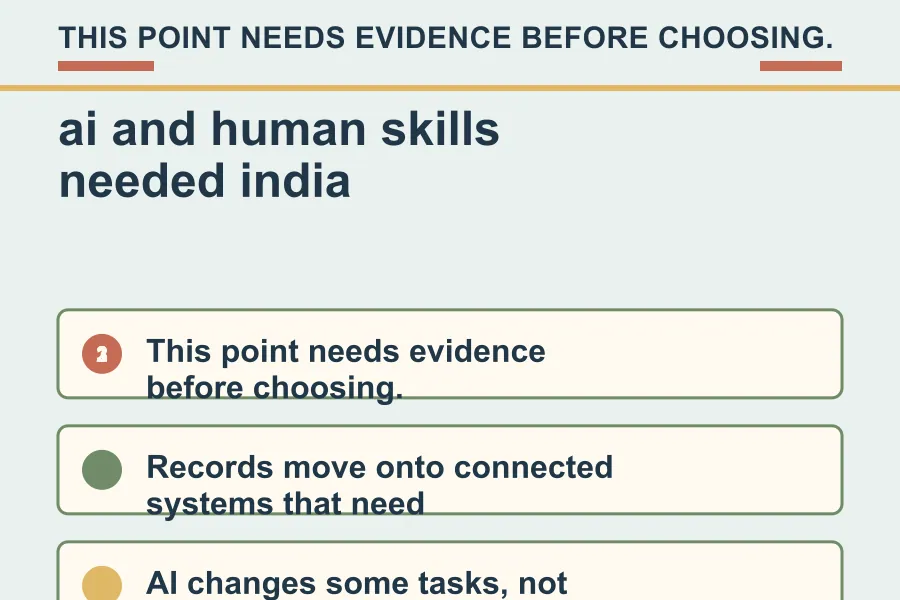 THIS POINT NEEDS EVIDENCE BEFORE CHOOSING.
ai and human skills
needed india
This point needs evidence
before choosing.
Records move onto connected
systems that need
AI changes some tasks, not